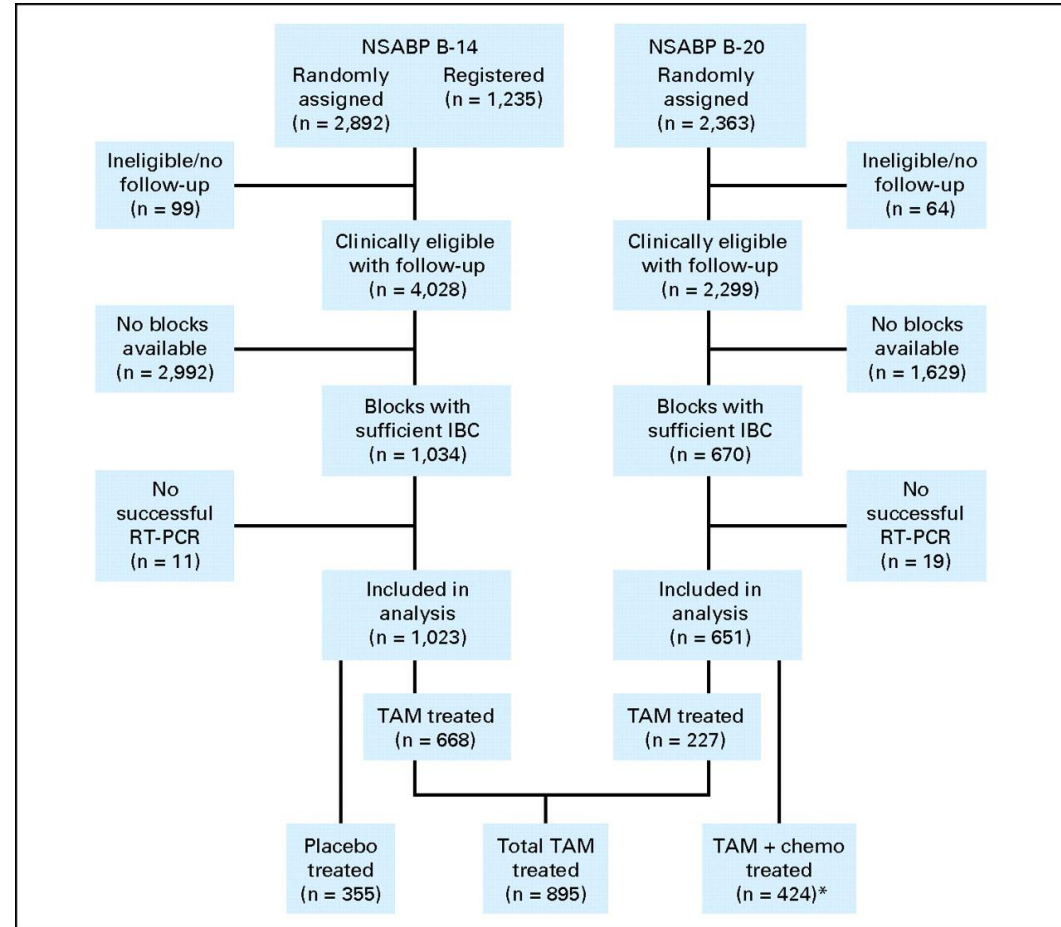 NSABP B-14
Randomly
assigned
(n = 2,892)
Registered
(n = 1,235)
NSABP B-20
Randomly
assigned
(n = 2,363)
Ineligible/no
follow-up
(n = 99)
Ineligible/no
follow-up
(n = 64)
Clinically eligible
with follow-up
(n = 4,028)
Clinically eligible
with follow-up
(n = 2,299)
No blocks
available
(n = 2,992)
No blocks
available
(n = 1,629)
Blocks with
sufficient IBC
(n = 1,034)
Blocks with
sufficient IBC
(n = 670)
No
successful
RT-PCR
(n = 11)
No
successful
RT-PCR
(n = 19)
Included in
analysis
(n = 1,023)
Included in
analysis
(n = 651)
TAM treated
(n = 668)
TAM treated
(n = 227)
Placebo
treated
(n = 355)
Total TAM
treated
(n = 895)
TAM + chemo
treated
(n = 424)*